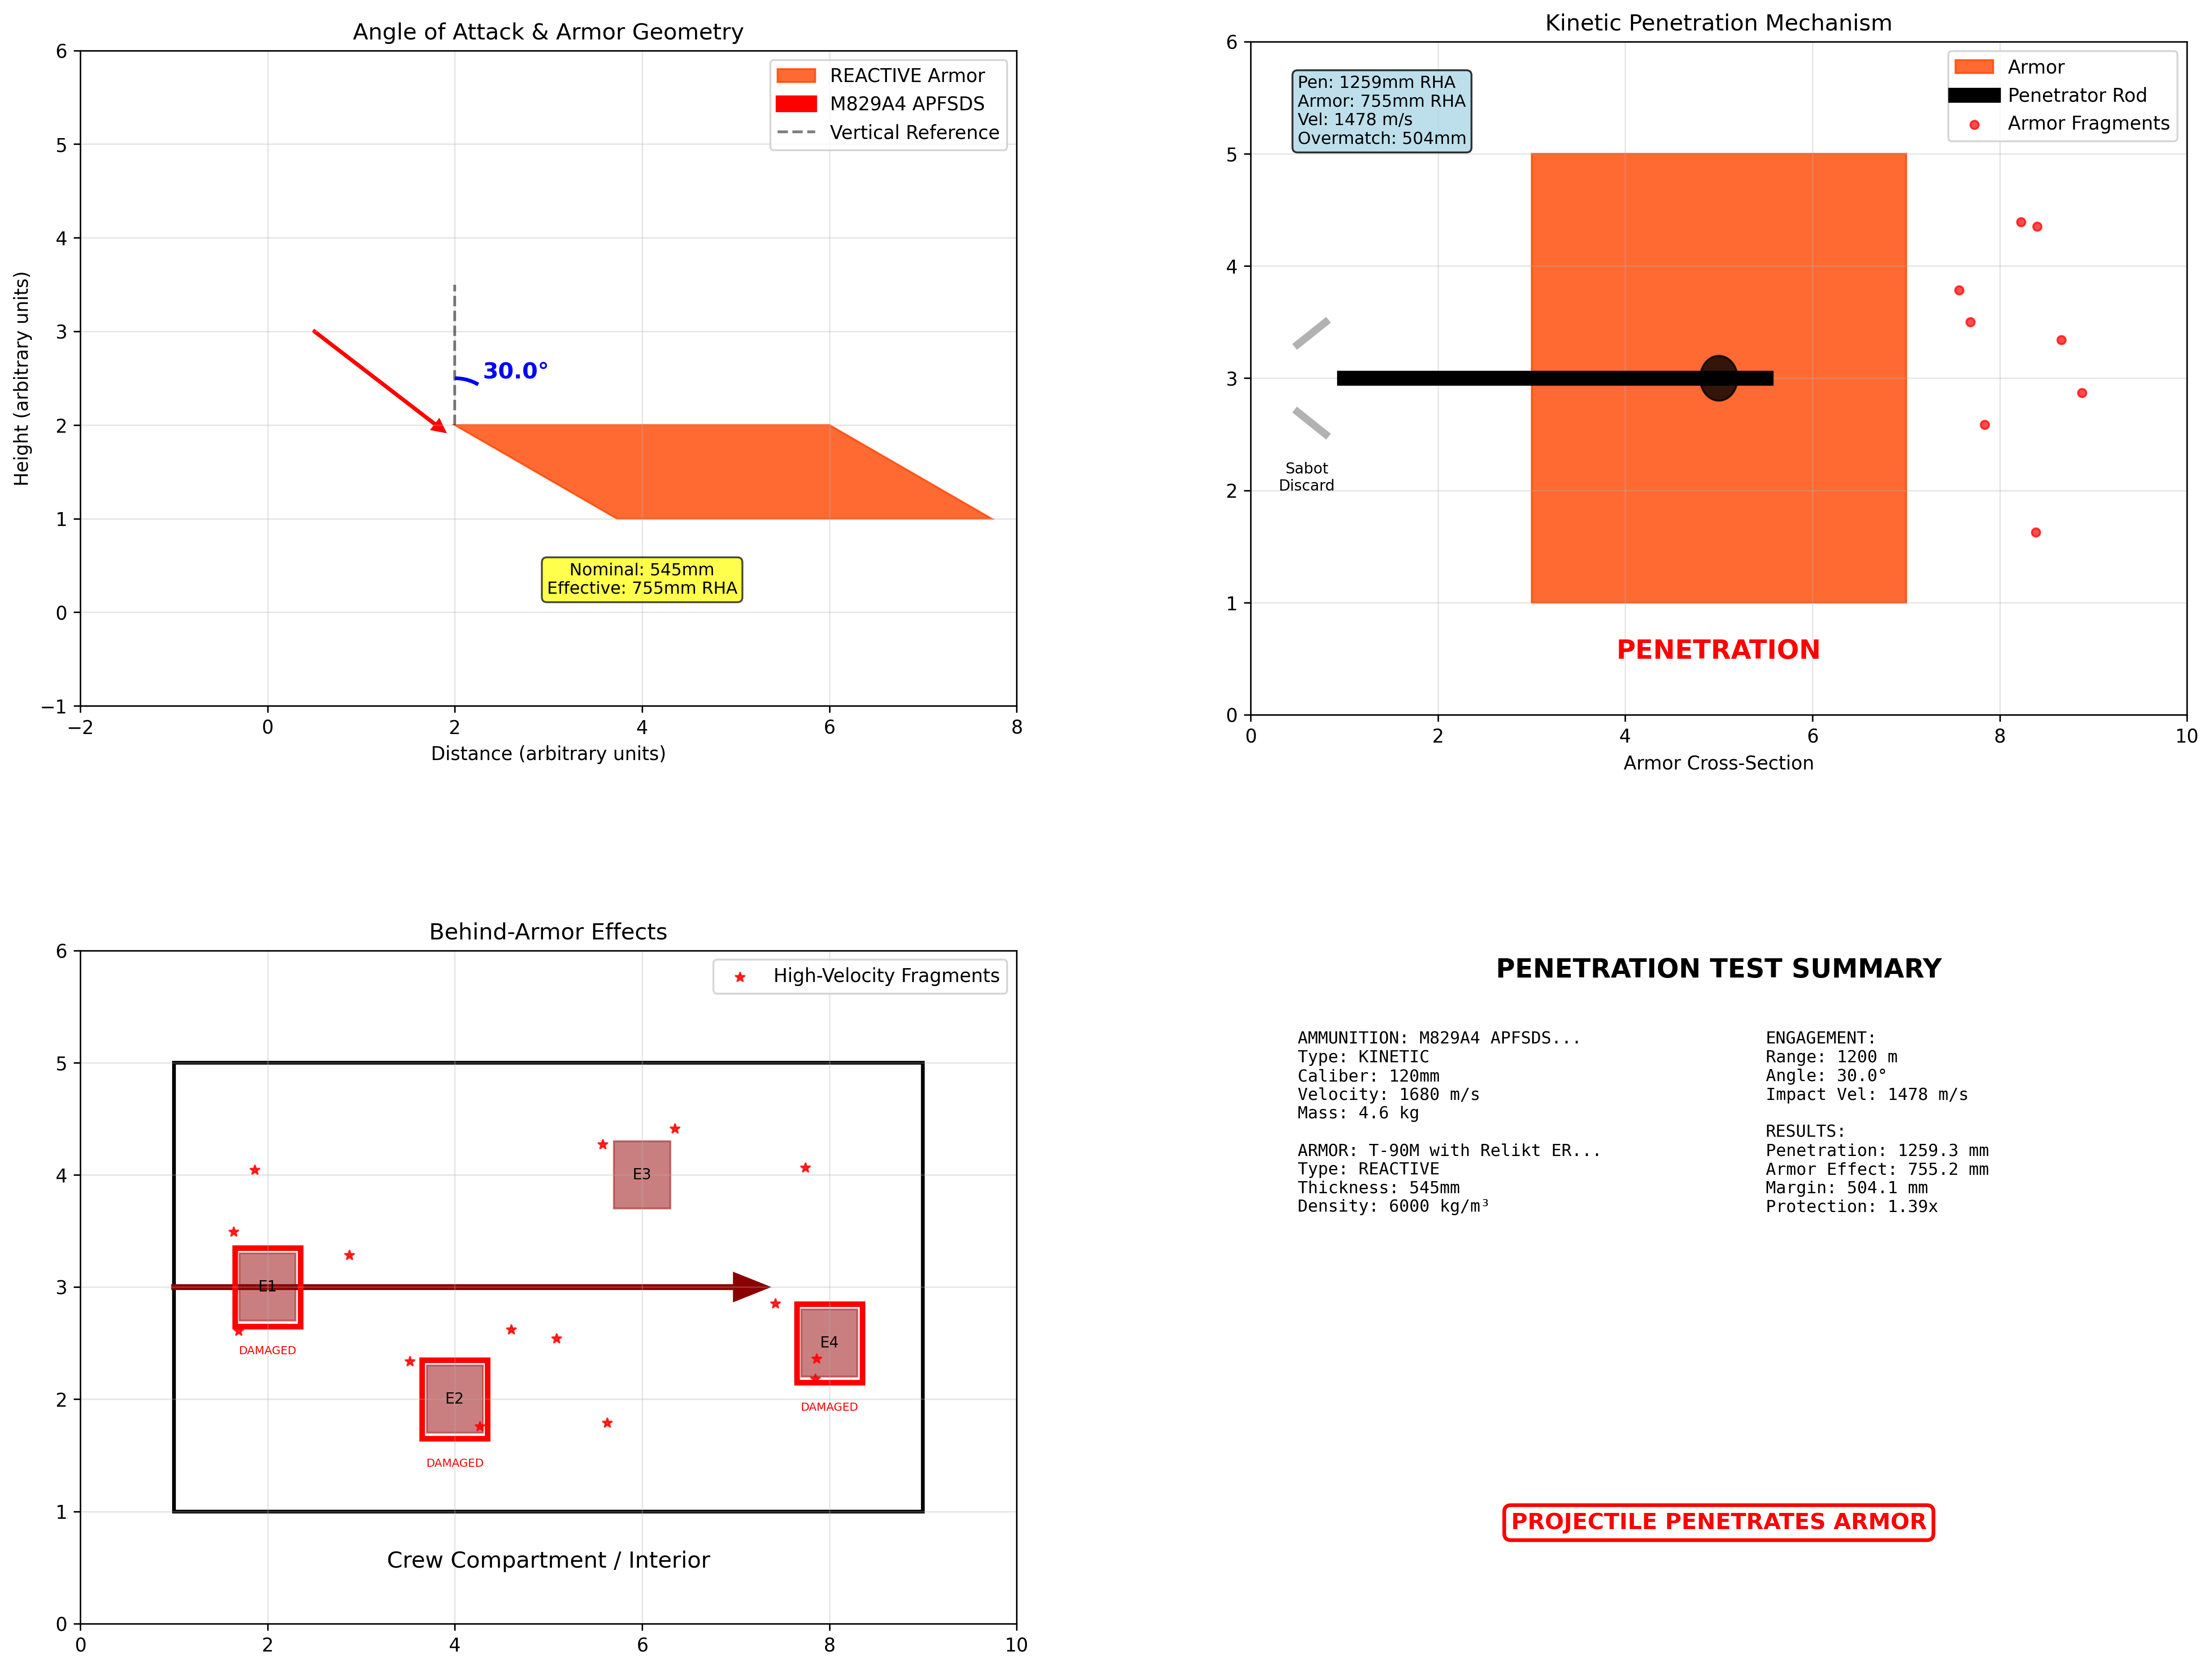 Angle of Attack & Armor Geometry
6
5
4
3
2
1
0
−1
Height (arbitrary units)
REACTIVE Armor
M829A4 APFSDS
Vertical Reference
30.0°
Nominal: 545mm
Effective: 755mm RHA
−2
0
2
4
6
8
Distance (arbitrary units)
Kinetic Penetration Mechanism
6
5
4
3
2
1
0
Pen: 1259mm RHA
Armor: 755mm RHA
Vel: 1478 m/s
Overmatch: 504mm
Armor
Penetrator Rod
Armor Fragments
Sabot
Discard
PENETRATION
0
2
4
6
8
10
Armor Cross-Section
Behind-Armor Effects
6
5
4
3
2
1
0
High-Velocity Fragments
E3
E1
DAMAGED
E4
DAMAGED
E2
DAMAGED
Crew Compartment / Interior
0
2
4
6
8
10
PENETRATION TEST SUMMARY
AMMUNITION: M829A4 APFSDS...
Type: KINETIC
Caliber: 120mm
Velocity: 1680 m/s
Mass: 4.6 kg
ARMOR: T-90M with Relikt ER...
Type: REACTIVE
Thickness: 545mm
Density: 6000 kg/m³
ENGAGEMENT:
Range: 1200 m
Angle: 30.0°
Impact Vel: 1478 m/s
RESULTS:
Penetration: 1259.3 mm
Armor Effect: 755.2 mm
Margin: 504.1 mm
Protection: 1.39x
PROJECTILE PENETRATES ARMOR